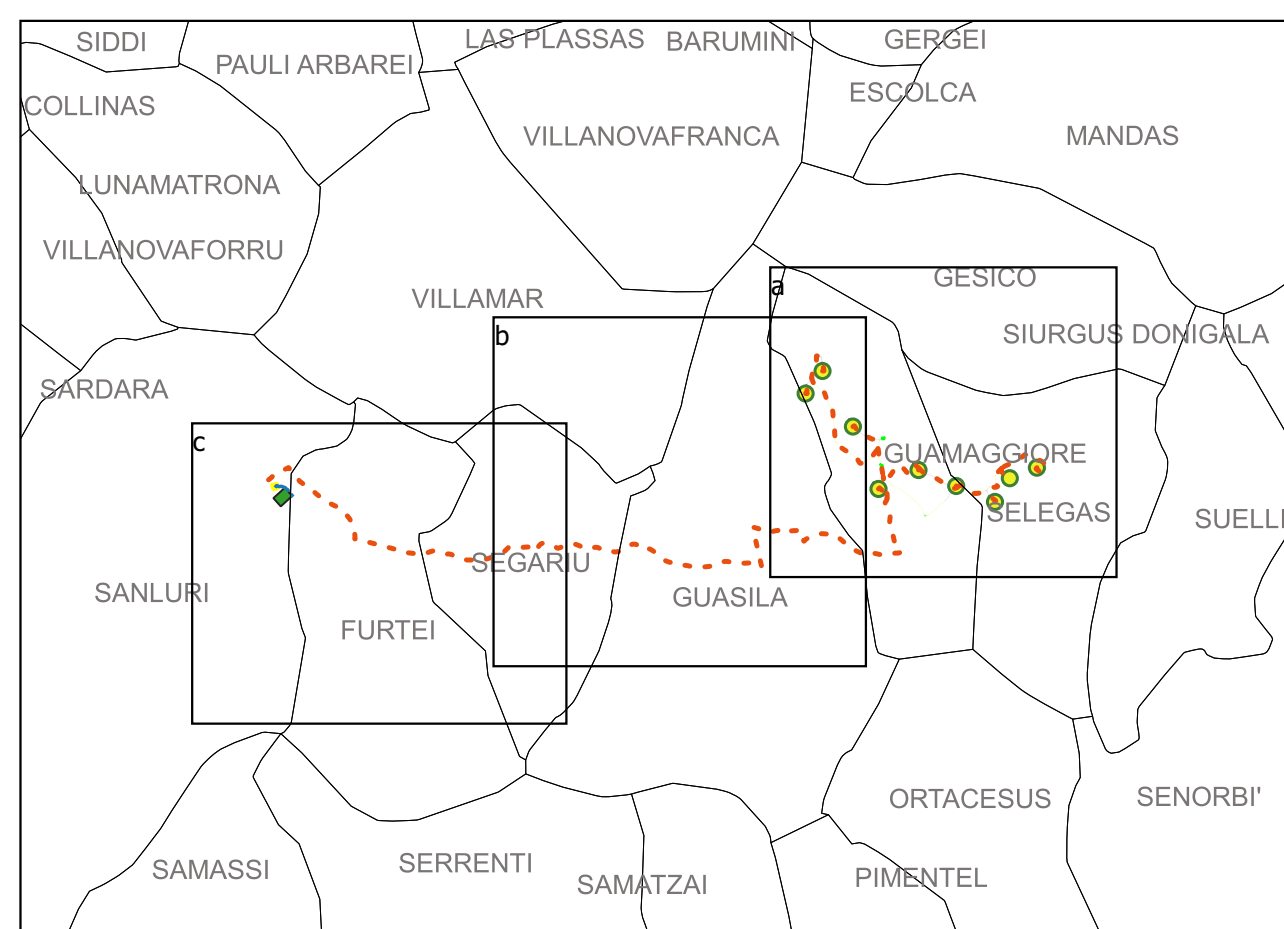 SIDDI
LAS PLASSAS
BARUMINI
GERGEI
PAULI ARBAREI
ESCOLCA
COLLINAS
VILLANOVAFRANCA
MANDAS
LUNAMATRONA
VILLANOVAFORRU
GESICO
a
VILLAMAR
b
SIURGUS DONIGALA
SARDARA
c
GUAMAGGIORE
SELEGAS
SUELLI
SEGARIU
SANLURI
GUASILA
FURTEI
ORTACESUS
SENORBI'
SAMASSI
SERRENTI
SAMATZAI
PIMENTEL